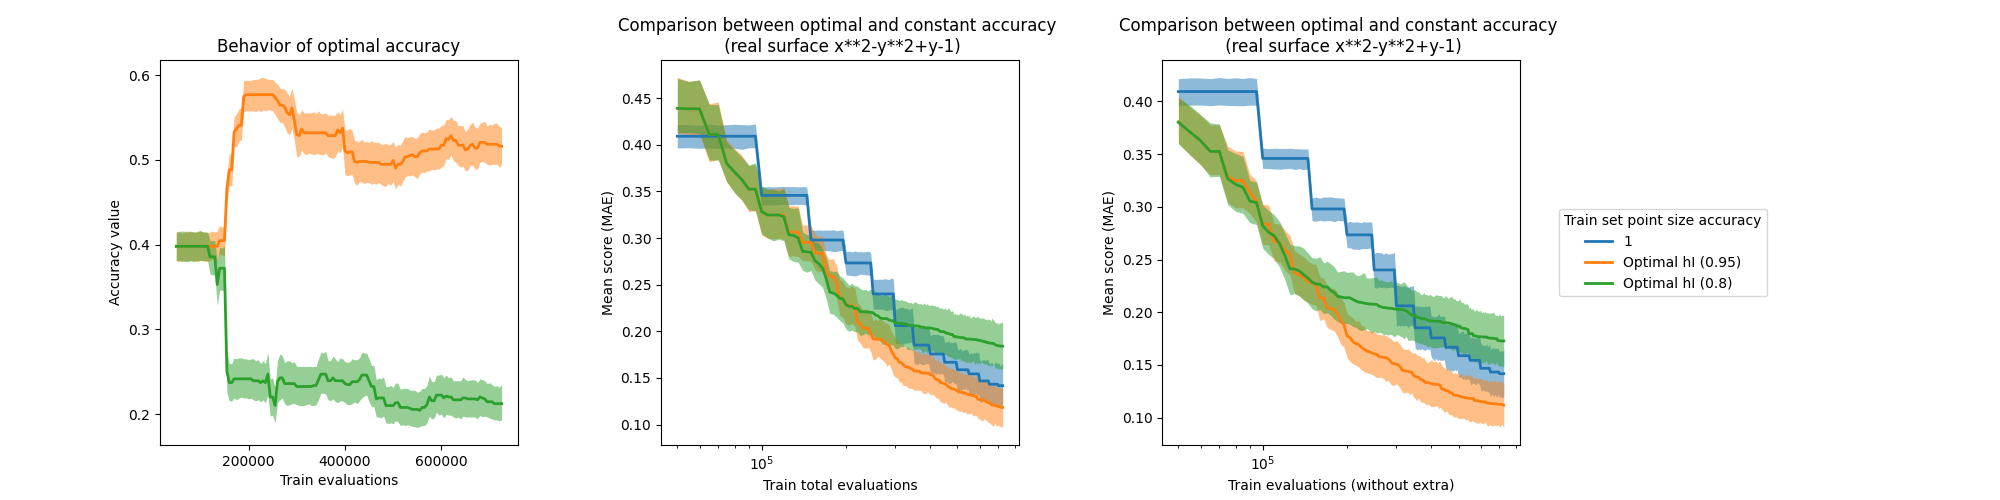 Behavior of optimal accuracy
Accuracy value
0.6
0.5
0.4
0.3
0.2
200000 400000 600000
Train evaluations
Comparison between optimal and constant accuracy
(real surface x**2-y**2+y-1)
Mean score (MAE)
0.45
0.40
0.35
0.30
0.25
0.20
0.15
0.10
10^5
Train total evaluations
Comparison between optimal and constant accuracy
(real surface x**2-y**2+y-1)
Mean score (MAE)
0.40
0.35
0.30
0.25
0.20
0.15
0.10
10^5
Train evaluations (without extra)
Train set point size accuracy
1
Optimal hI (0.95)
Optimal hI (0.8)